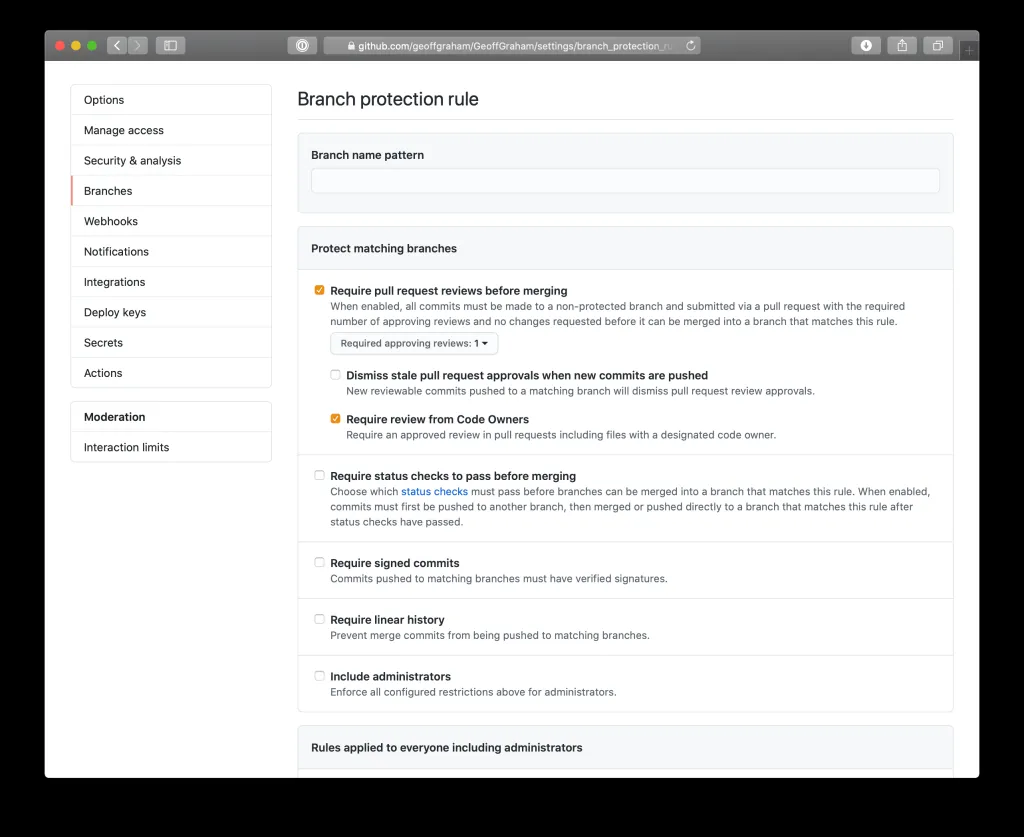 github.com/geoffgraham/GeoffGraham/settings/branch_protection_ru
Options
Manage access
Security & analysis
Branches
Webhooks
Notifications
Integrations
Deploy keys
Secrets
Actions
Moderation
Interaction limits
Branch protection rule
Branch name pattern
Protect matching branches
Require pull request reviews before merging
When enabled, all commits must be made to a non-protected branch and submitted via a pull request with the required
number of approving reviews and no changes requested before it can be merged into a branch that matches this rule.
Required approving reviews: 1
Dismiss stale pull request approvals when new commits are pushed
New reviewable commits pushed to a matching branch will dismiss pull request review approvals.
Require review from Code Owners
Require an approved review in pull requests including files with a designated code owner.
Require status checks to pass before merging
Choose which status checks must pass before branches can be merged into a branch that matches this rule. When enabled,
commits must first be pushed to another branch, then merged or pushed directly to a branch that matches this rule after
status checks have passed.
Require signed commits
Commits pushed to matching branches must have verified signatures.
Require linear history
Prevent merge commits from being pushed to matching branches.
Include administrators
Enforce all configured restrictions above for administrators.
Rules applied to everyone including administrators